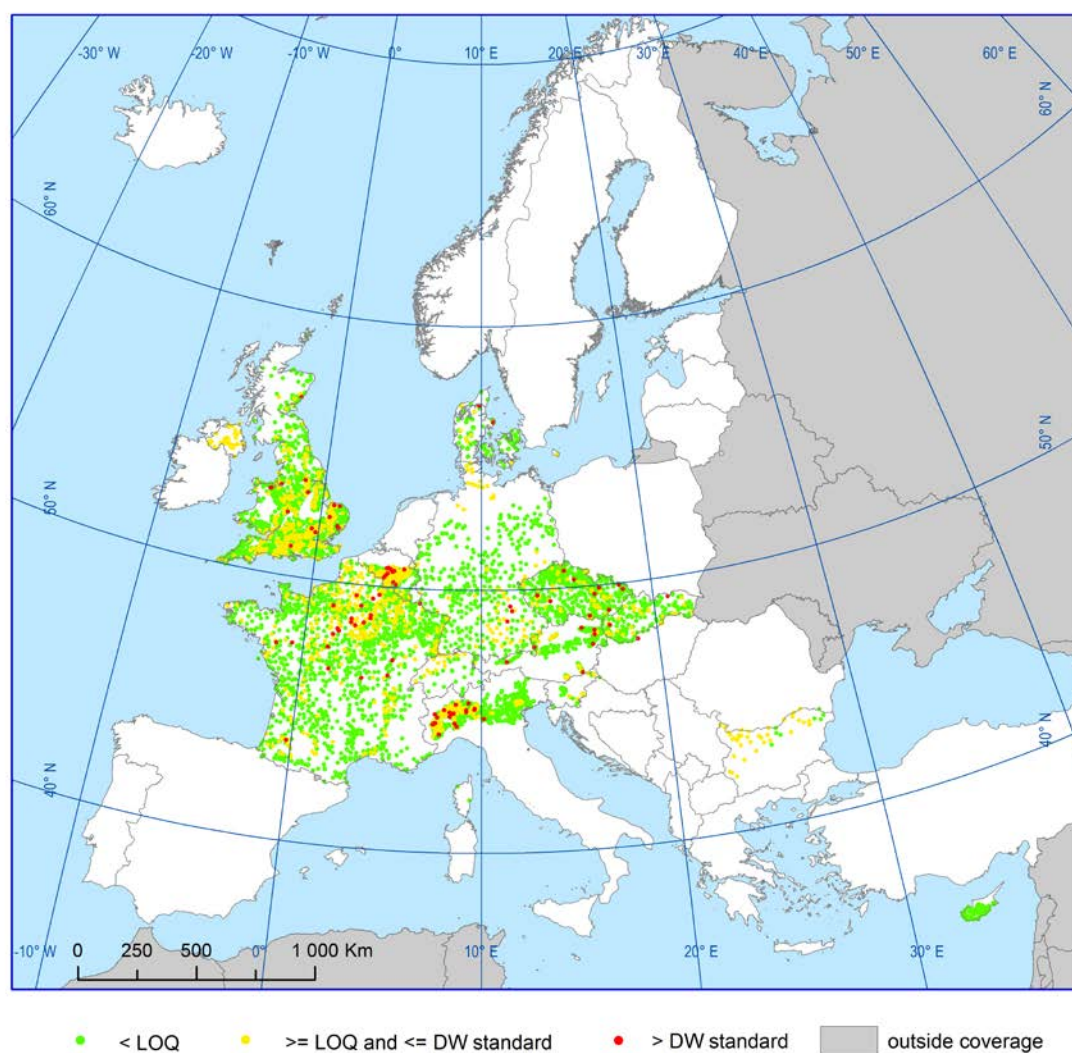 -30° W -20° W -10° W 0° 10° E 20° E 30° E 40° E 50° E 60° E
60° N
60° N
50° N
50° N
40° N
40° N
-10° W 0° 10° E 20° E 30° E
0 250 500 1 000 Km
< LOQ >= LOQ and <= DW standard > DW standard outside coverage